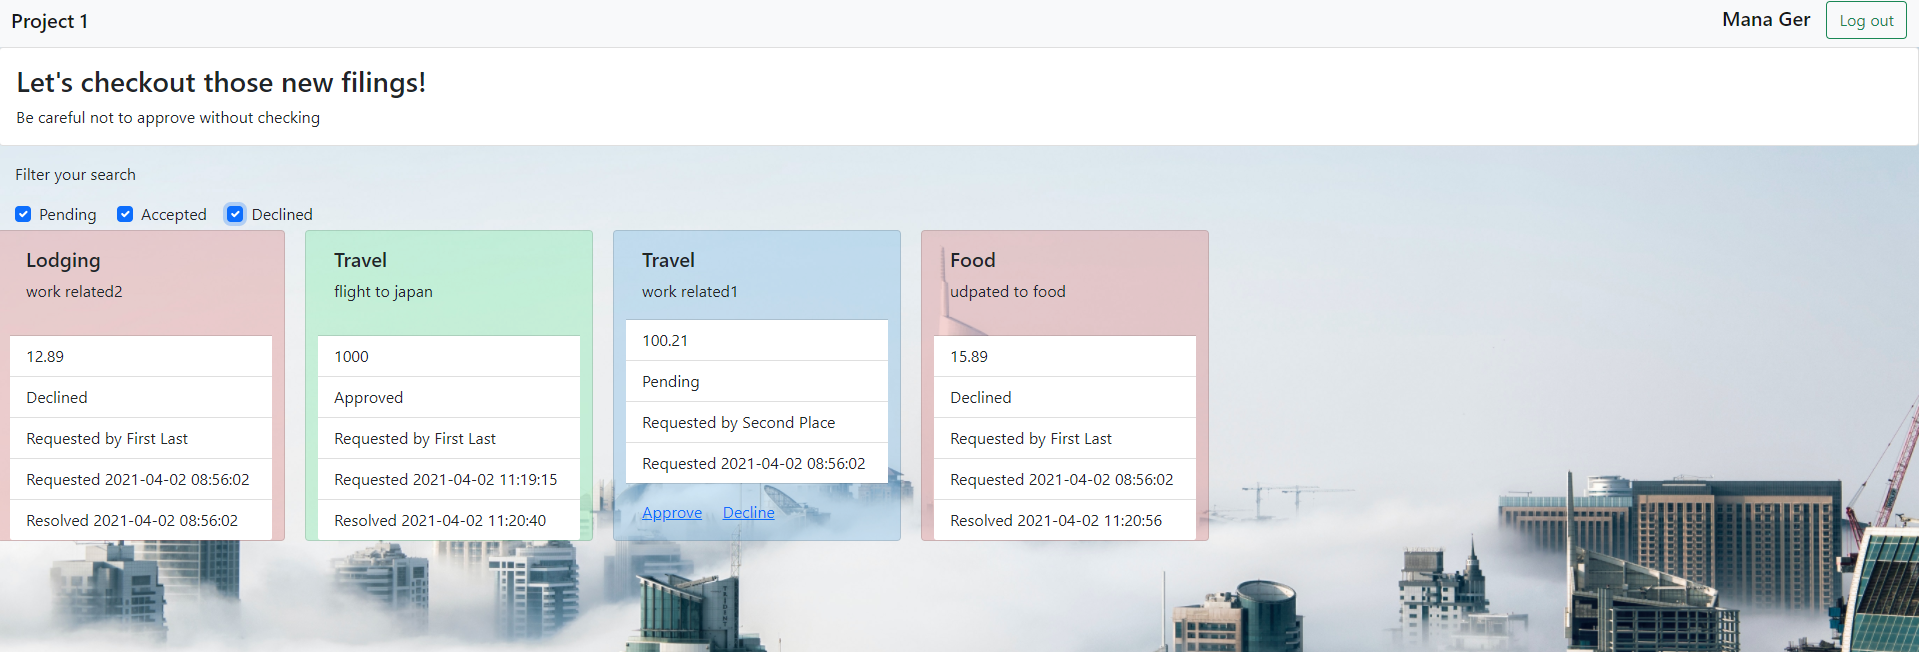 Project 1
Mana Ger
Log out
Let's checkout those new filings!
Be careful not to approve without checking
Filter your search
Pending
Accepted
Declined
Lodging
work related2
12.89
Declined
Requested by First Last
Requested 2021-04-02 08:56:02
Resolved 2021-04-02 08:56:02
Travel
flight to japan
1000
Approved
Requested by First Last
Requested 2021-04-02 11:19:15
Resolved 2021-04-02 11:20:40
Travel
work related1
100.21
Pending
Requested by Second Place
Requested 2021-04-02 08:56:02
Approve
Decline
Food
udpated to food
15.89
Declined
Requested by First Last
Requested 2021-04-02 08:56:02
Resolved 2021-04-02 11:20:56
TRIDENT